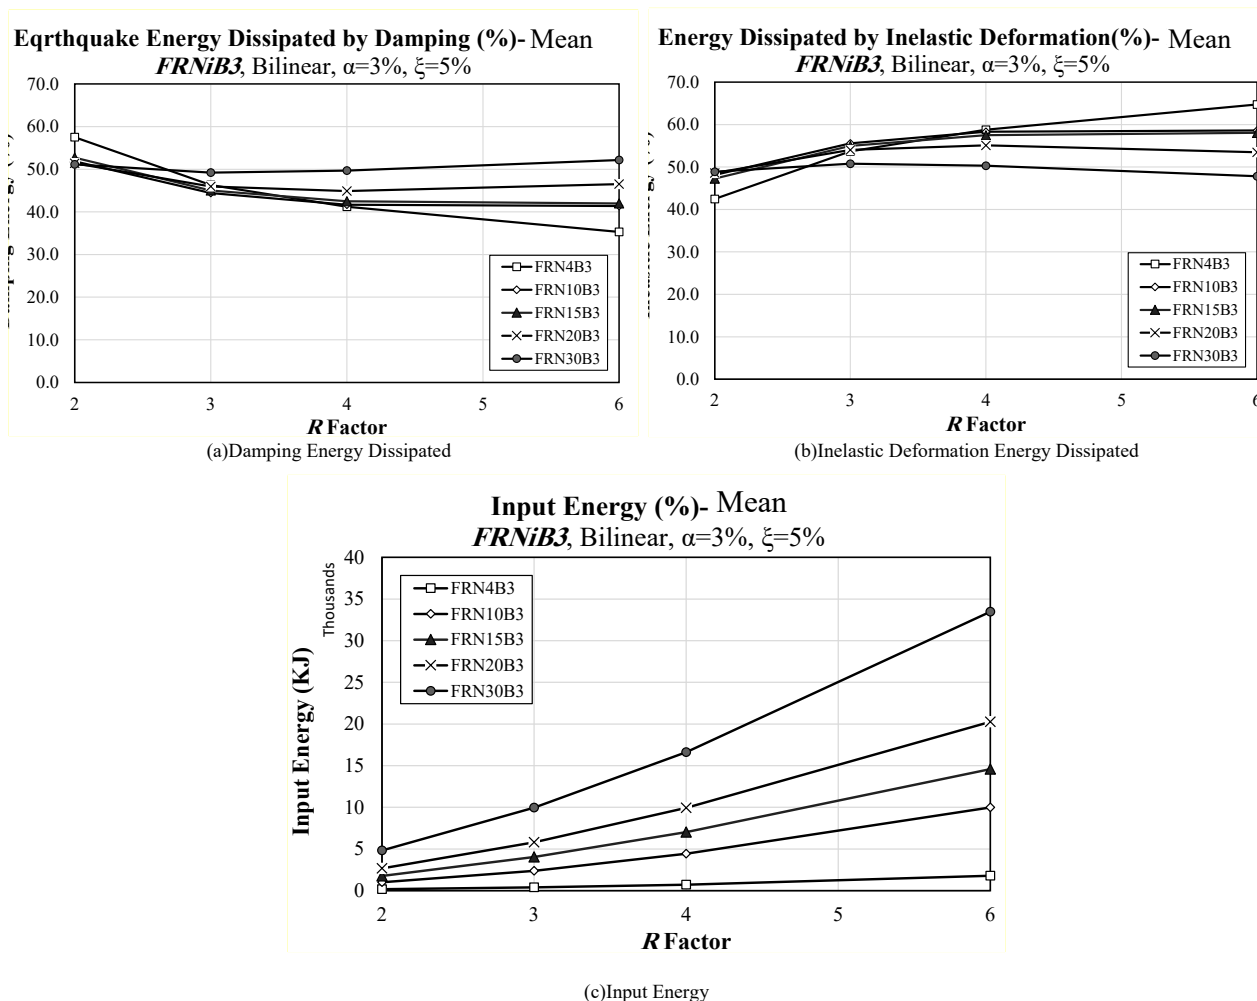 Eqrthquake Energy Dissipated by Damping (%)- Mean
FRNiB3, Bilinear, α=3%, ξ=5%
70.0
60.0
50.0
40.0
30.0
20.0
10.0
0.0
FRN4B3
FRN10B3
FRN15B3
FRN20B3
FRN30B3
2 3 4 5 6
R Factor
(a)Damping Energy Dissipated
Energy Dissipated by Inelastic Deformation(%)- Mean
FRNiB3, Bilinear, α=3%, ξ=5%
70.0
60.0
50.0
40.0
30.0
20.0
10.0
0.0
FRN4B3
FRN10B3
FRN15B3
FRN20B3
FRN30B3
2 3 4 5 6
R Factor
(b)Inelastic Deformation Energy Dissipated
Input Energy (%)- Mean
FRNiB3, Bilinear, α=3%, ξ=5%
Input Energy (KJ)
Thousands
40
35
30
25
20
15
10
5
0
FRN4B3
FRN10B3
FRN15B3
FRN20B3
FRN30B3
2 3 4 5 6
R Factor
(c)Input Energy